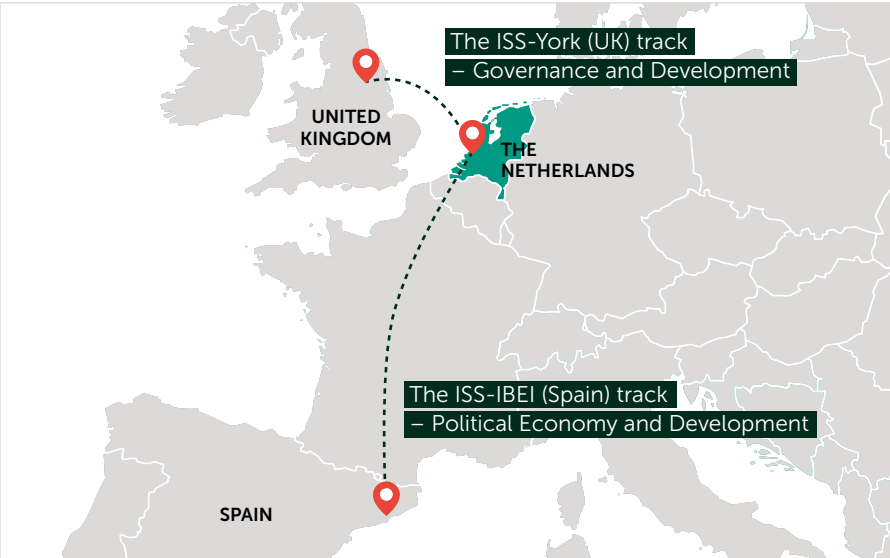 The ISS-York (UK) track
– Governance and Development
UNITED
KINGDOM
THE
NETHERLANDS
The ISS-IBEI (Spain) track
– Political Economy and Development
SPAIN